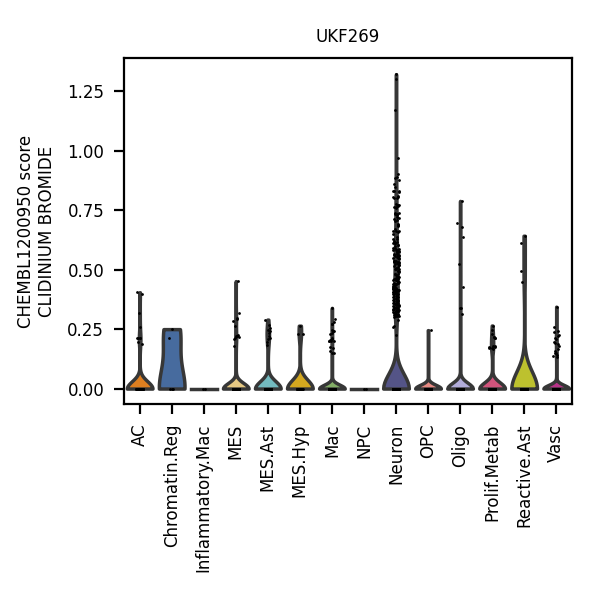 UKF269
CHEMBL1200950 score
CLIDINIUM BROMIDE
1.25
1.00
0.75
0.50
0.25
0.00
AC
Chromatin.Reg
Inflammatory.Mac
MES
MES.Ast
MES.Hyp
Mac
NPC
Neuron
OPC
Oligo
Prolif.Metab
Reactive.Ast
Vasc